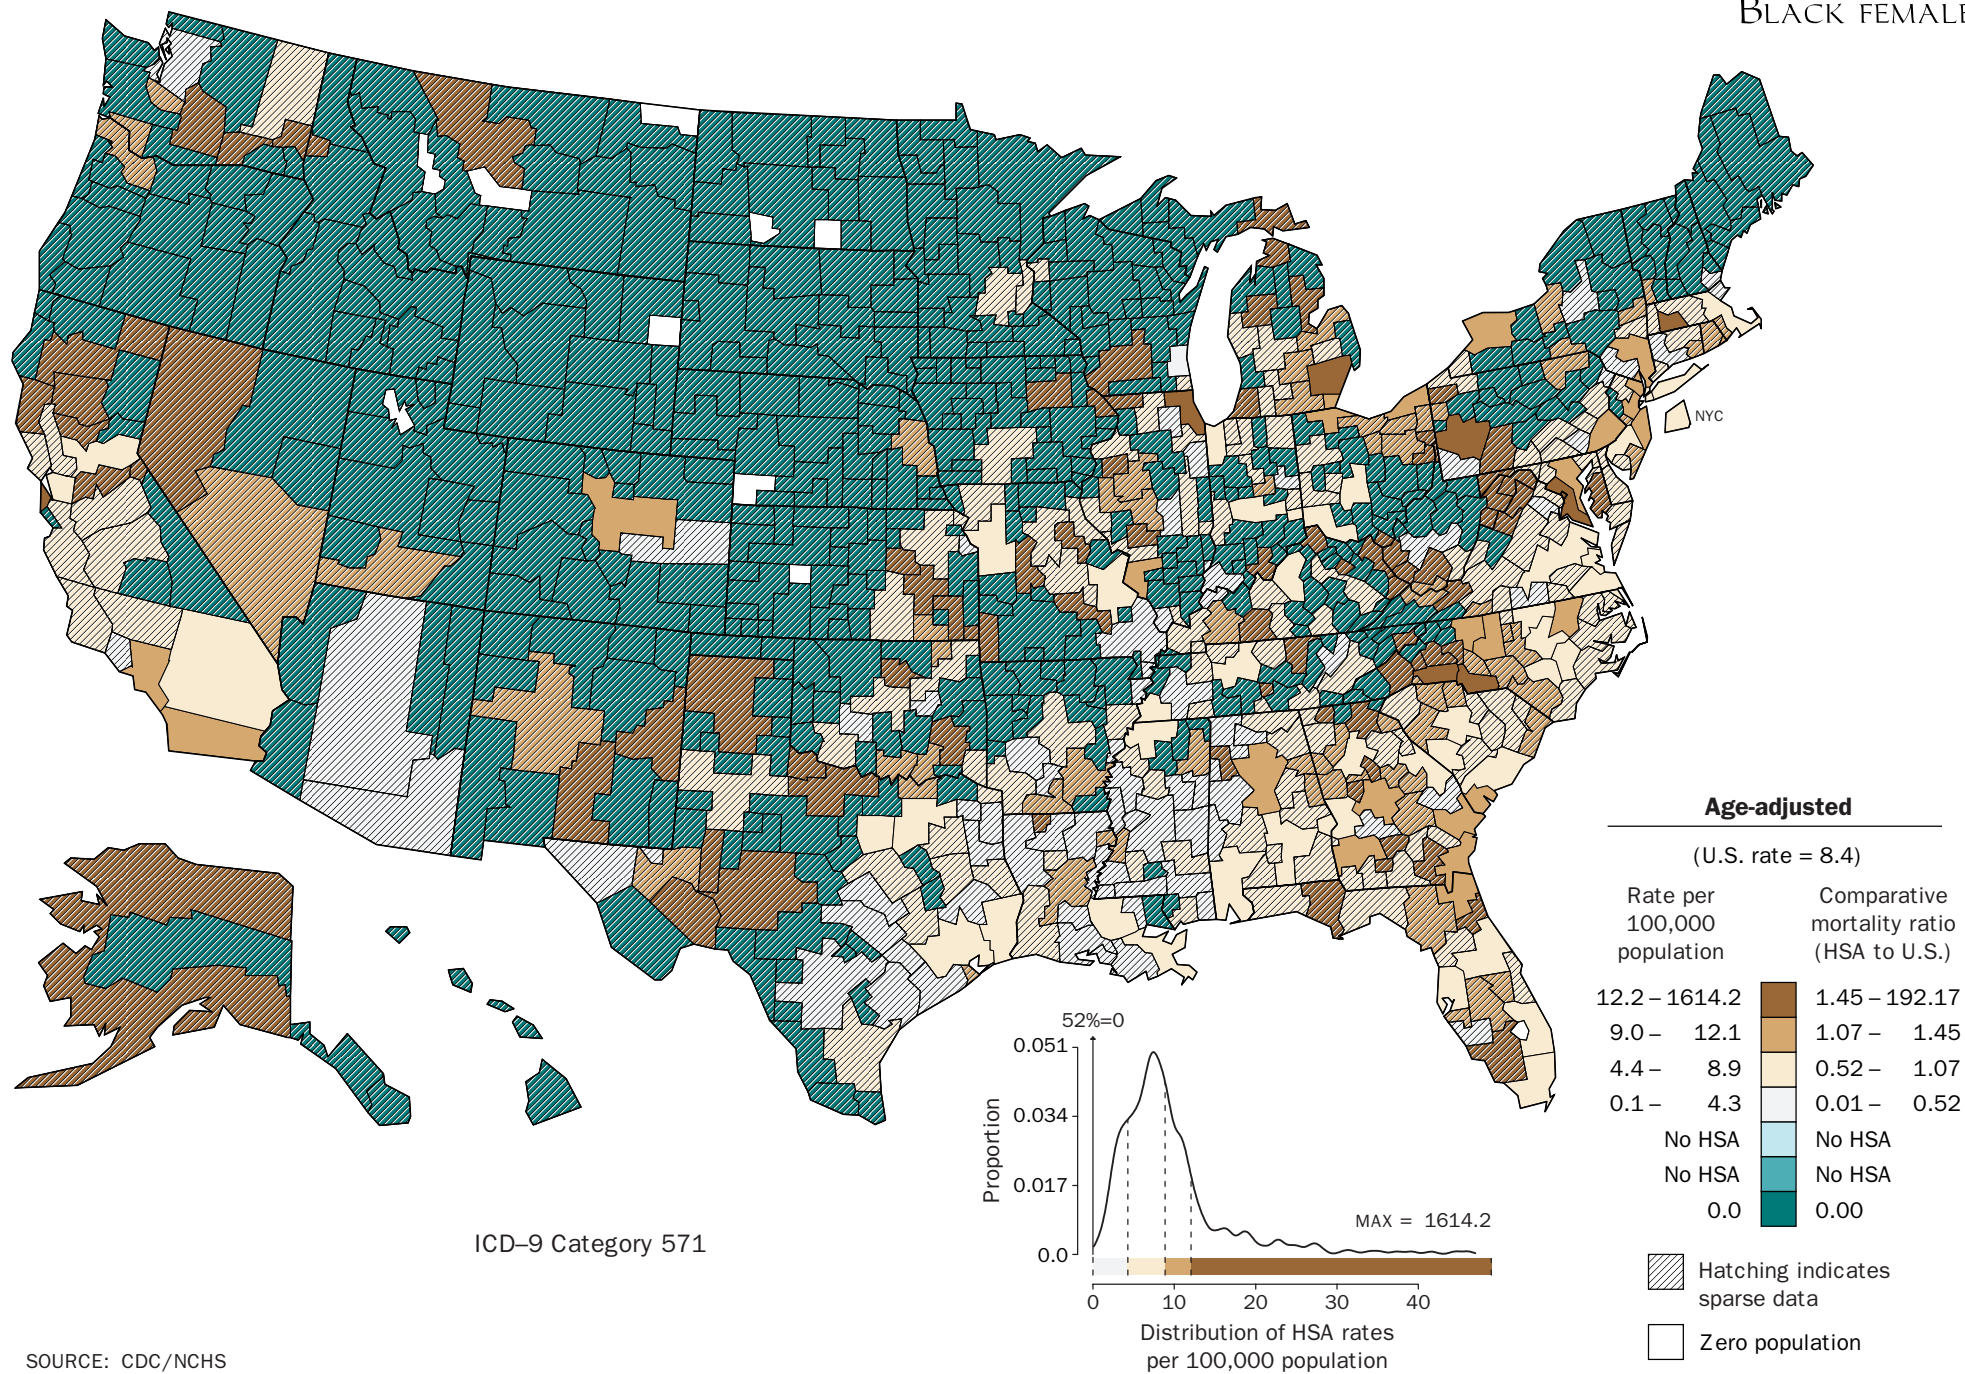 BLACK FEMALE
NYC
Age-adjusted
(U.S. rate = 8.4)
Rate per
100,000
population
Comparative
mortality ratio
(HSA to U.S.)
12.2 – 1614.2 1.45 – 192.17
9.0 – 12.1 1.07 – 1.45
4.4 – 8.9 0.52 – 1.07
0.1 – 4.3 0.01 – 0.52
No HSA No HSA
No HSA No HSA
0.0 0.00
Hatching indicates
sparse data
Zero population
52%=0
0.051
0.034
0.017
0.0
Proportion
MAX = 1614.2
0 10 20 30 40
Distribution of HSA rates
per 100,000 population
ICD–9 Category 571
SOURCE: CDC/NCHS